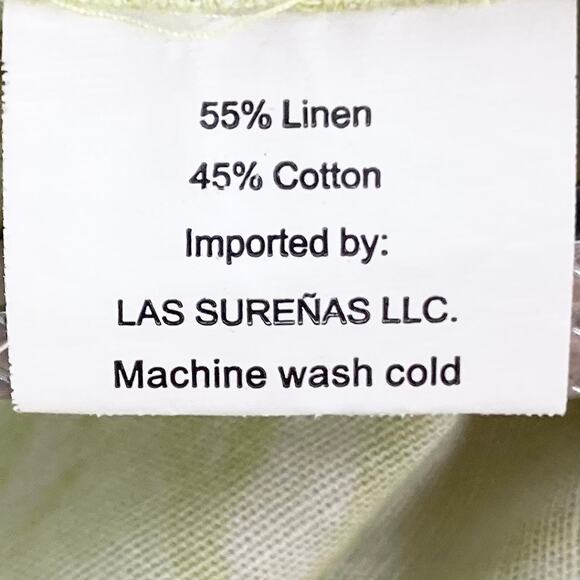 55% Linen
45% Cotton
Imported by:
LAS SUREÑAS LLC.
Machine wash cold